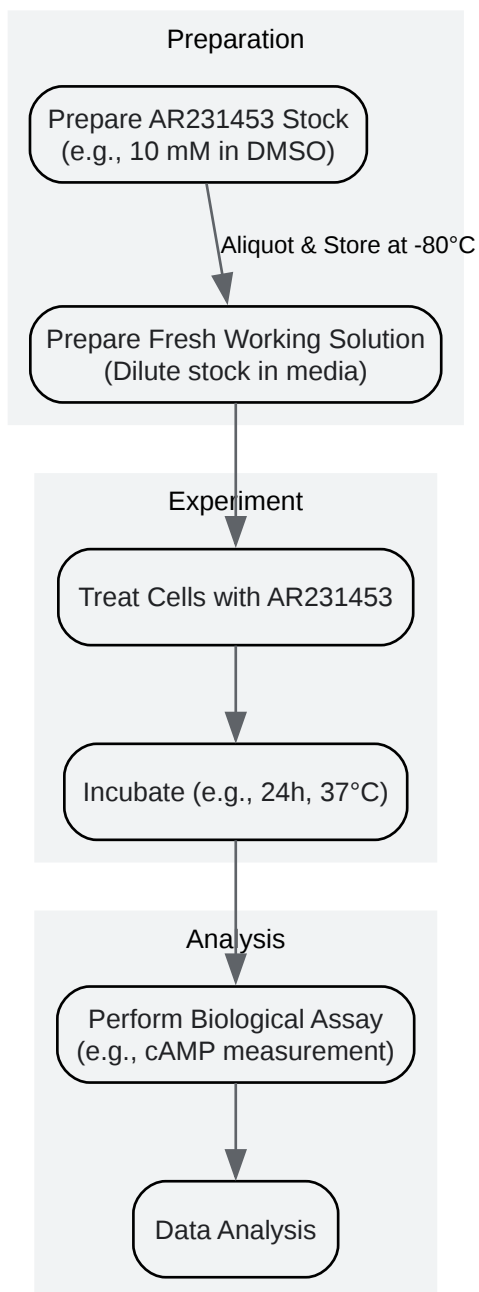 Preparation
Prepare AR231453 Stock
(e.g., 10 mM in DMSO)
Aliquot & Store at -80°C
Prepare Fresh Working Solution
(Dilute stock in media)
Experiment
Treat Cells with AR231453
Incubate (e.g., 24h, 37°C)
Analysis
Perform Biological Assay
(e.g., cAMP measurement)
Data Analysis